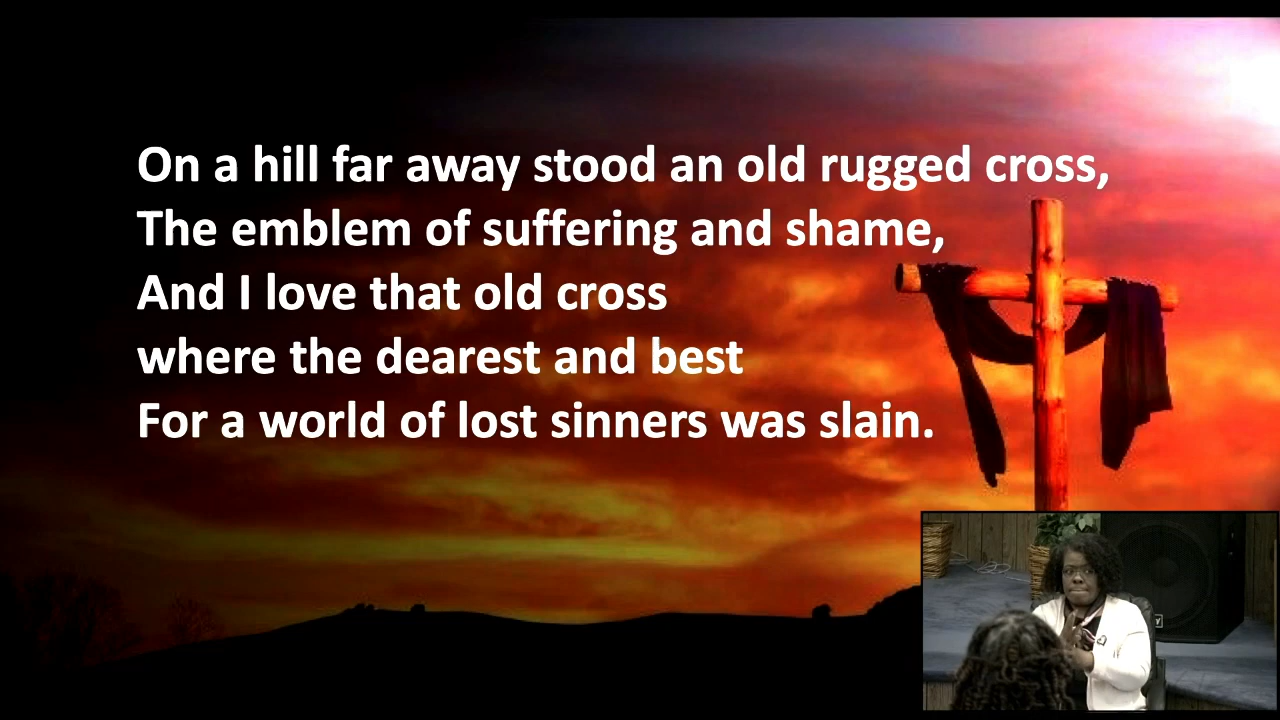 On a hill far away stood an old rugged cross,
The emblem of suffering and shame,
And I love that old cross
where the dearest and best
For a world of lost sinners was slain.